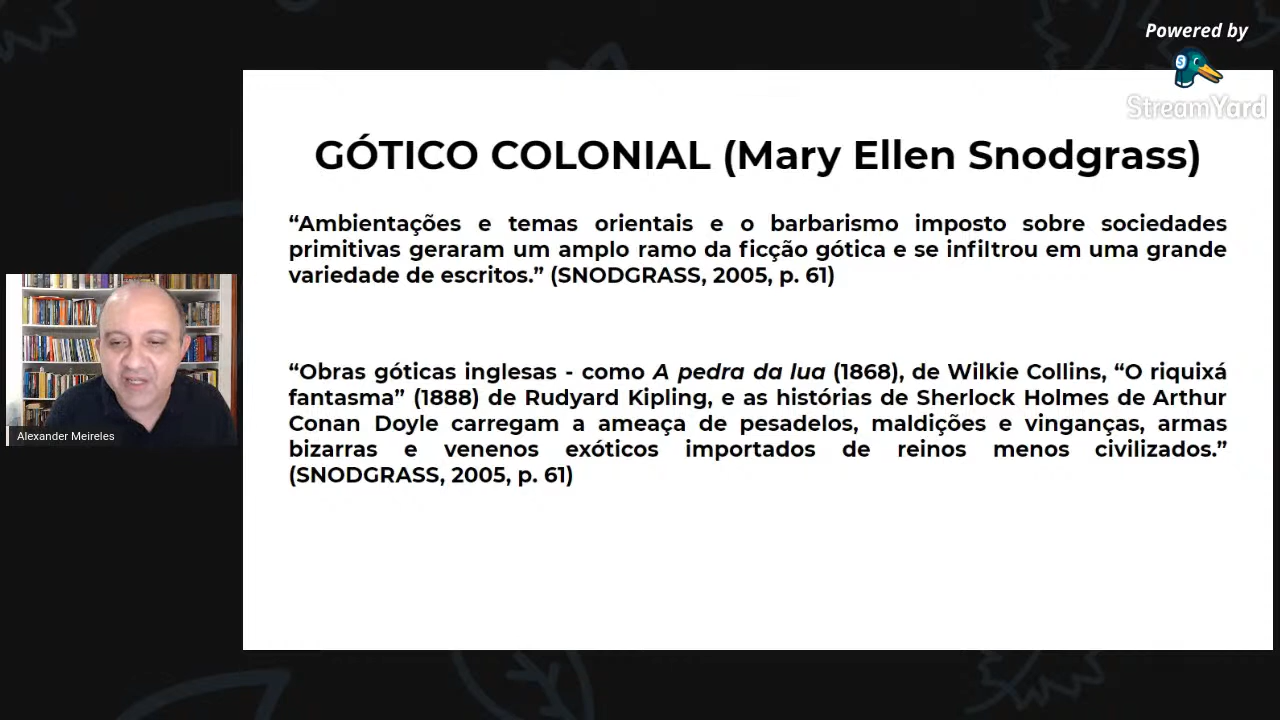 Powered by
StreamYard
GÓTICO COLONIAL (Mary Ellen Snodgrass)
“Ambientações e temas orientais e o barbarismo imposto sobre sociedades
primitivas geraram um amplo ramo da ficção gótica e se infiltrou em uma grande
variedade de escritos.” (SNODGRASS, 2005, p. 61)
“Obras góticas inglesas - como A pedra da lua (1868), de Wilkie Collins, “O riquixá
fantasma” (1888) de Rudyard Kipling, e as histórias de Sherlock Holmes de Arthur
Conan Doyle carregam a ameaça de pesadelos, maldições e vinganças, armas
bizarras e venenos exóticos importados de reinos menos civilizados.”
(SNODGRASS, 2005, p. 61)
Alexander Meireles